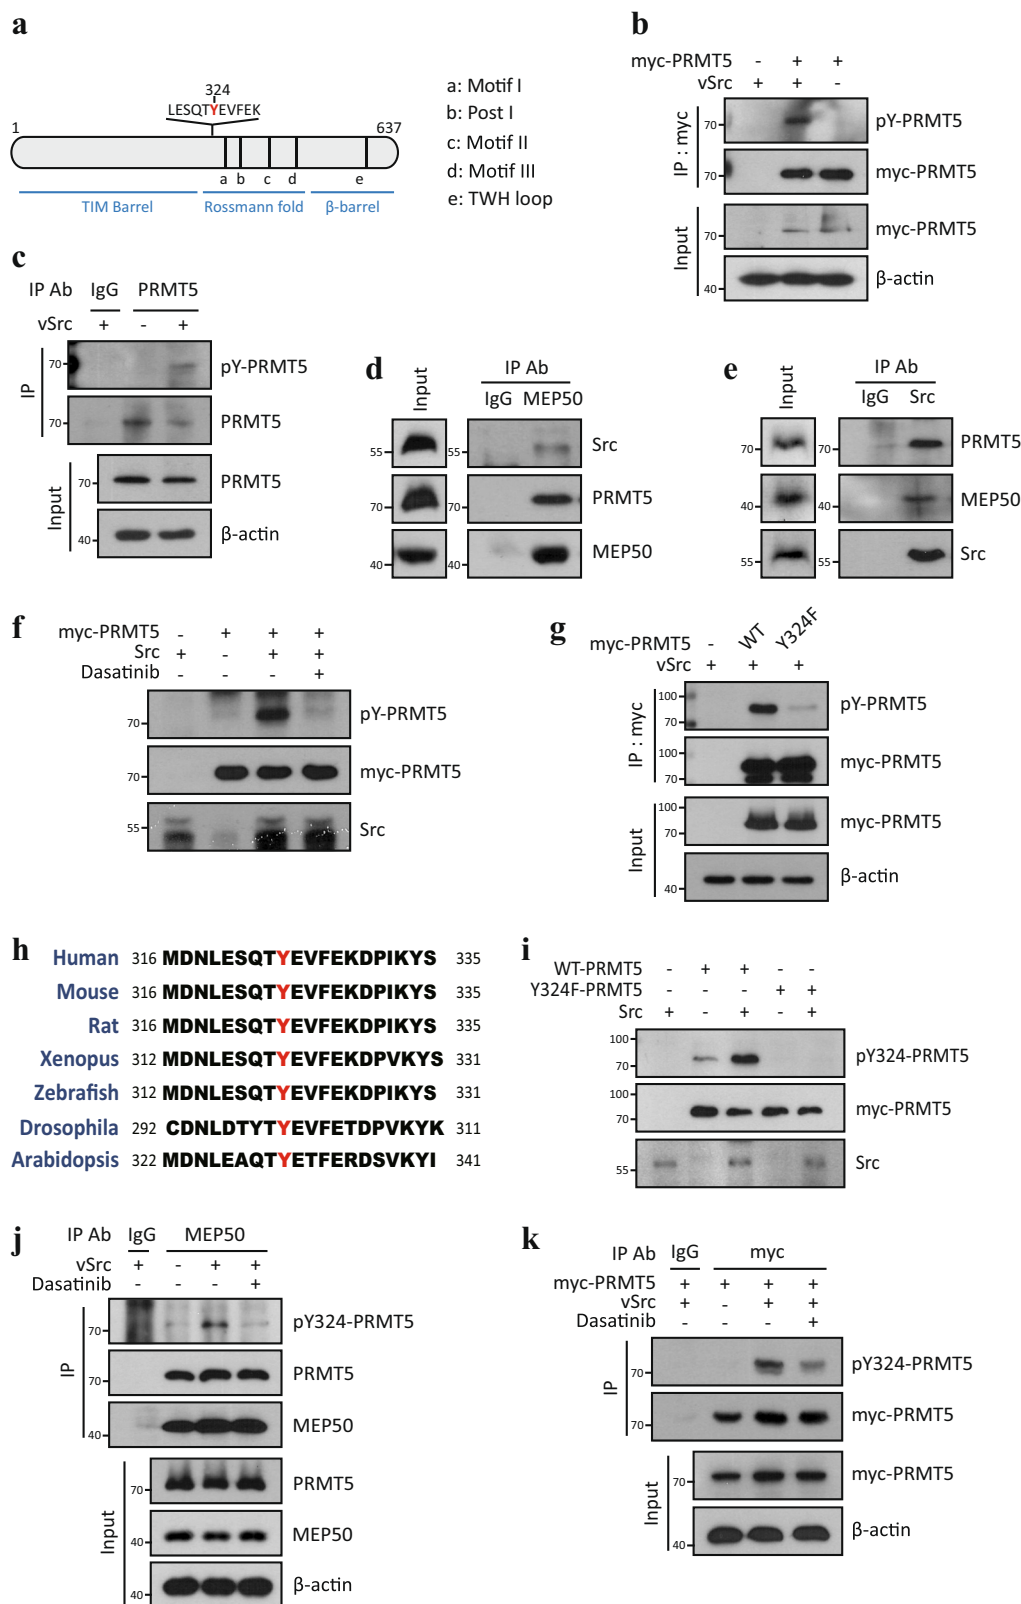 a
324
LESQTYEVFEK
1
637
a b c d e
TIM Barrel Rossmann fold β-barrel
a: Motif I
b: Post I
c: Motif II
d: Motif III
e: TWH loop
b
myc-PRMT5 - + +
vSrc + + -
IP : myc
70 pY-PRMT5
70 myc-PRMT5
Input
70 myc-PRMT5
40 β-actin
c
IP Ab IgG PRMT5
vSrc + - +
IP
70 pY-PRMT5
70 PRMT5
Input
70 PRMT5
40 β-actin
d
Input
IP Ab
IgG MEP50
55 55 Src
70 70 PRMT5
40 40 MEP50
e
Input
IP Ab
IgG Src
70 70 PRMT5
40 40 MEP50
55 55 Src
f
myc-PRMT5 - + + +
Src + - + +
Dasatinib - - - +
70 pY-PRMT5
70 myc-PRMT5
55 Src
g
myc-PRMT5 - WT Y324F
vSrc + + +
IP : myc
100
70 pY-PRMT5
100
70 myc-PRMT5
Input
100
70 myc-PRMT5
40 β-actin
h
Human 316 MDNLESQTYEVFEKDPIKYS 335
Mouse 316 MDNLESQTYEVFEKDPIKYS 335
Rat 316 MDNLESQTYEVFEKDPIKYS 335
Xenopus 312 MDNLESQTYEVFEKDPVKYS 331
Zebrafish 312 MDNLESQTYEVFEKDPIKYS 331
Drosophila 292 CDNLDTYTYEVFETDPVKYK 311
Arabidopsis 322 MDNLEAQTYETFERDSVKYI 341
i
WT-PRMT5 - + + - -
Y324F-PRMT5 - - - + +
Src + - + - +
100
70 pY324-PRMT5
100
70 myc-PRMT5
55 Src
j
IP Ab IgG MEP50
vSrc + - + +
Dasatinib - - - +
IP
70 pY324-PRMT5
70 PRMT5
40 MEP50
Input
70 PRMT5
40 MEP50
40 β-actin
k
IP Ab IgG myc
myc-PRMT5 + + + +
vSrc + - + +
Dasatinib - - - +
IP
70 pY324-PRMT5
70 myc-PRMT5
Input
70 myc-PRMT5
40 β-actin